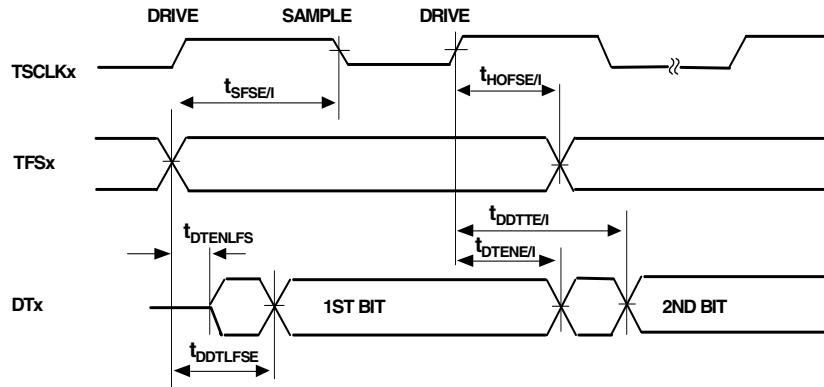 DRIVE SAMPLE DRIVE
TSCLKx
tSFSE/I
tHOFSE/I
TFSx
tDTENLFS
tDDTTE/I
tDTENE/I
DTx
1ST BIT
2ND BIT
tDDTLFSE